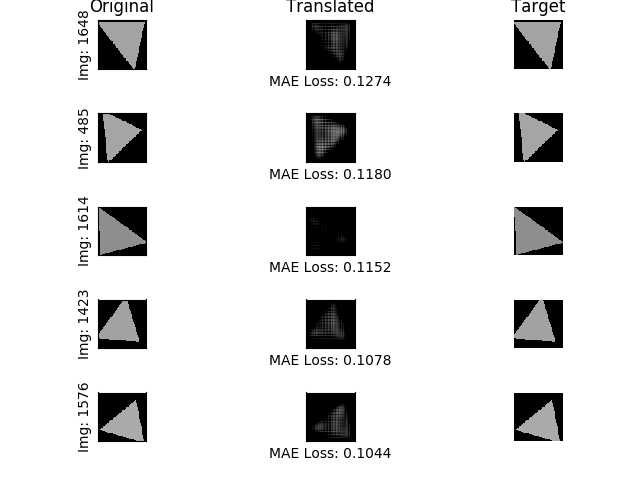 Original Translated Target
Img: 1648
MAE Loss: 0.1274
Img: 485
MAE Loss: 0.1180
Img: 1614
MAE Loss: 0.1152
Img: 1423
MAE Loss: 0.1078
Img: 1576
MAE Loss: 0.1044